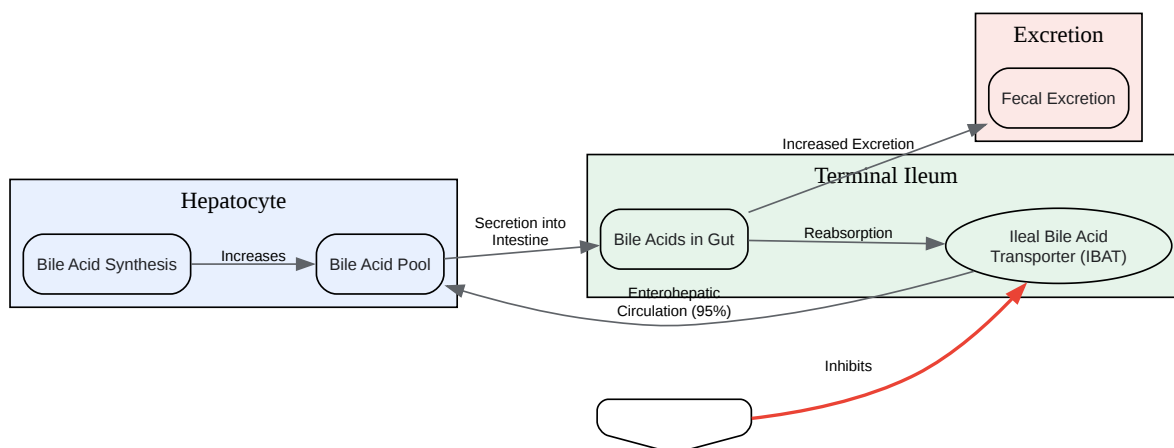 Excretion
Fecal Excretion
Increased Excretion
Terminal Ileum
Hepatocyte
Secretion into
Intestine
Bile Acids in Gut
Reabsorption
Ileal Bile Acid
Transporter (IBAT)
Bile Acid Synthesis
Increases
Bile Acid Pool
Enterohepatic
Circulation (95%)
Inhibits